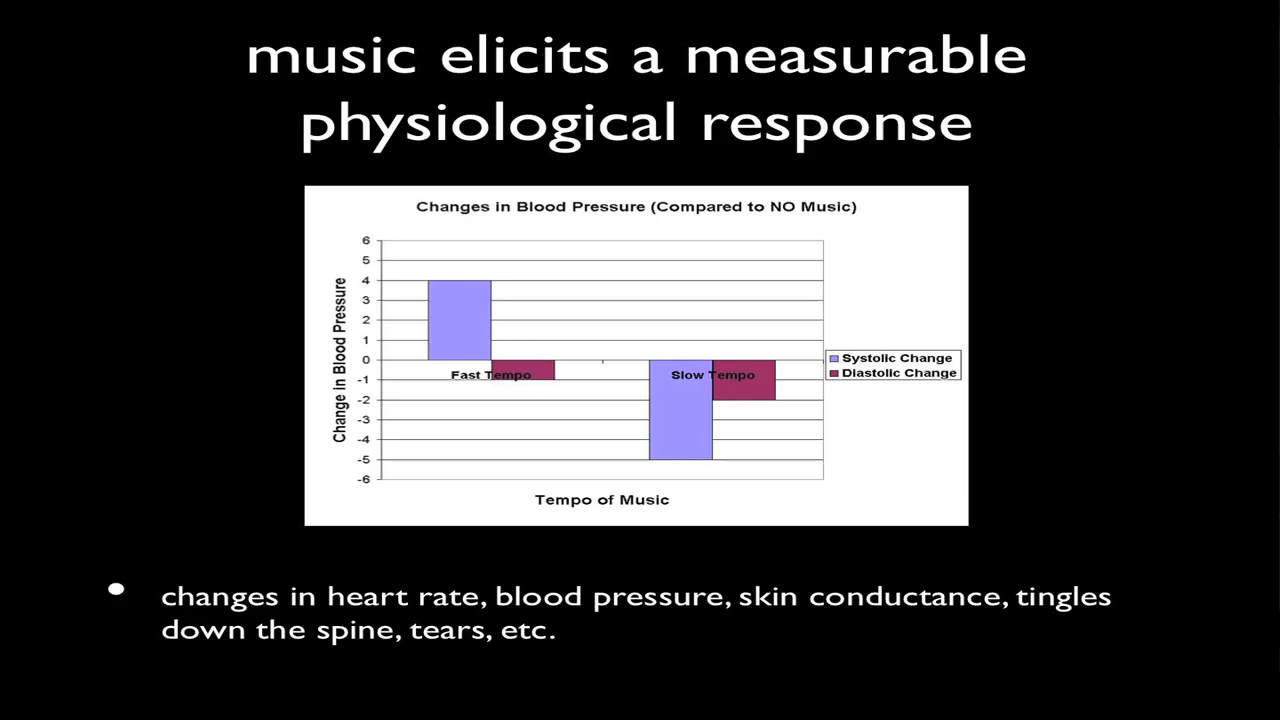 music elicits a measurable
physiological response
Changes in Blood Pressure (Compared to NO Music)
Change in Blood Pressure
6
5
4
3
2
1
0
-1
-2
-3
-4
-5
-6
Fast Tempo
Slow Tempo
Systolic Change
Diastolic Change
Tempo of Music
• changes in heart rate, blood pressure, skin conductance, tingles
down the spine, tears, etc.